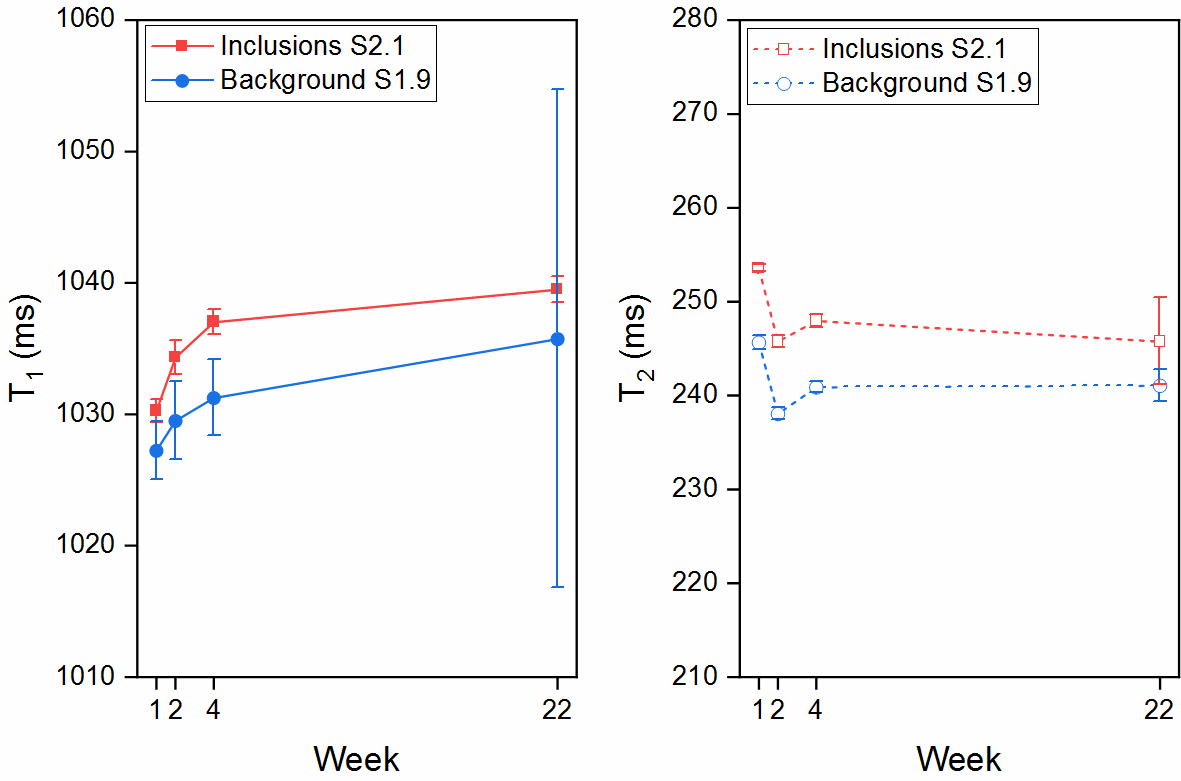 1060
1050
1040
1030
1020
1010
T1 (ms)
Inclusions S2.1
Background S1.9
1 2 4 22
Week
280
270
260
250
240
230
220
210
T2 (ms)
Inclusions S2.1
Background S1.9
1 2 4 22
Week